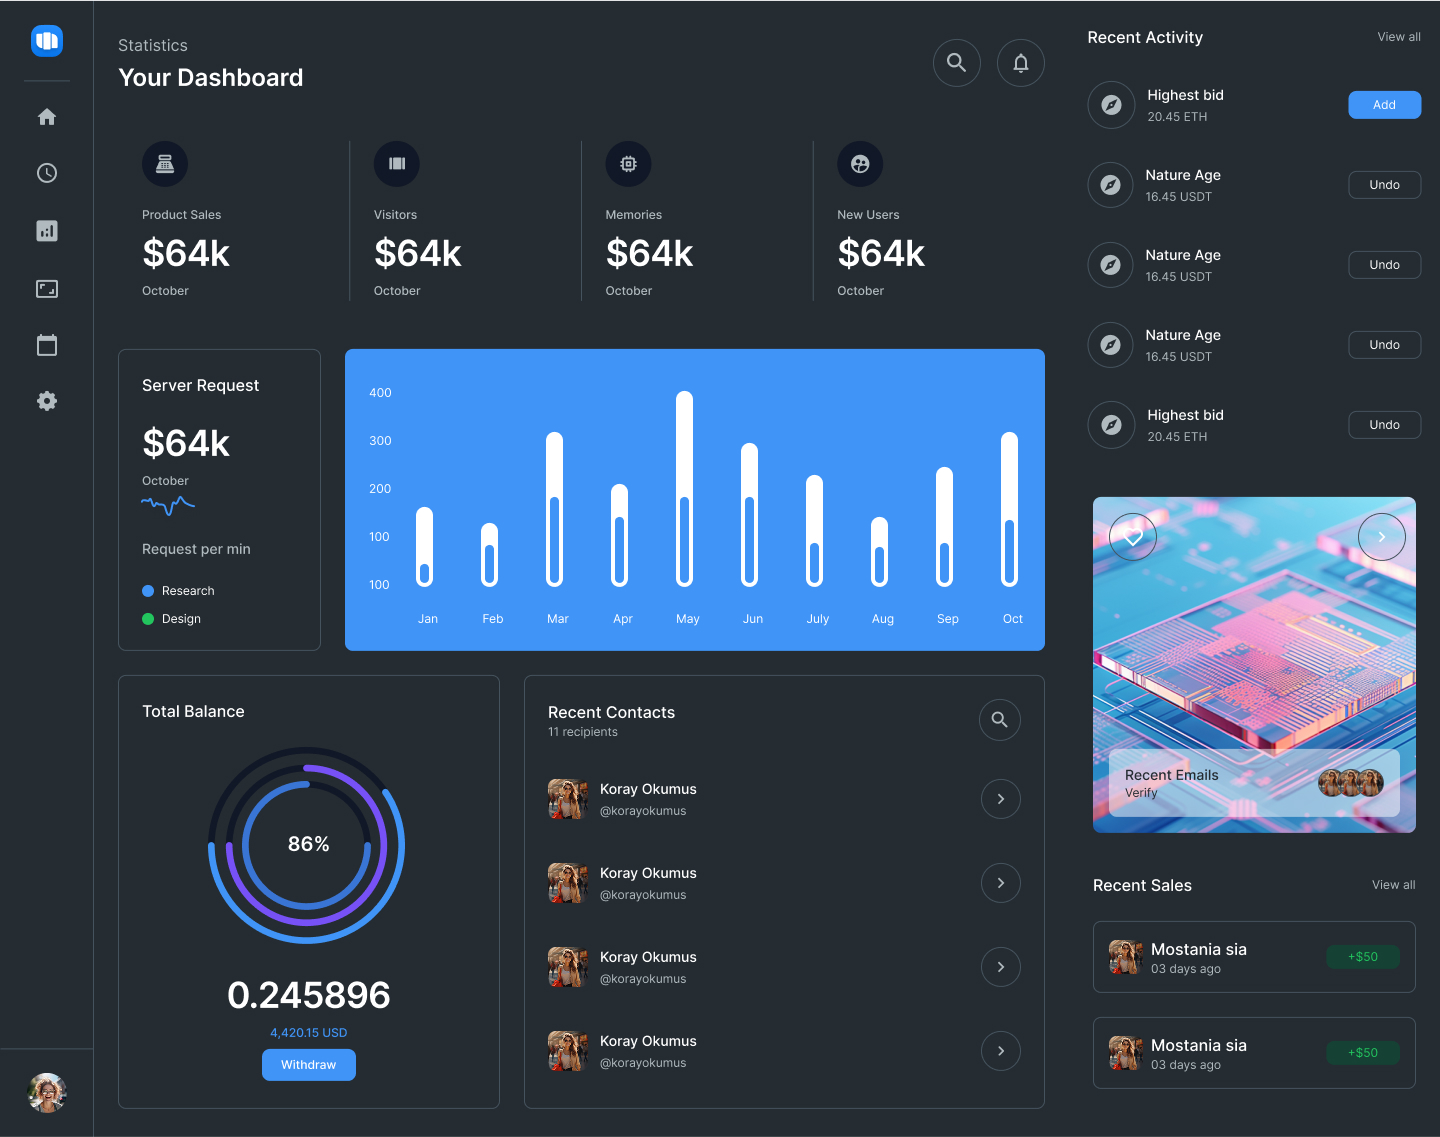 Statistics
Your Dashboard
Product Sales
$64k
October
Visitors
$64k
October
Memories
$64k
October
New Users
$64k
October
Server Request
$64k
October
Request per min
Research
Design
400
300
200
100
100
Jan Feb Mar Apr May Jun July Aug Sep Oct
Total Balance
86%
0.245896
4,420.15 USD
Withdraw
Recent Contacts
11 recipients
Koray Okumus
@korayokumus
Koray Okumus
@korayokumus
Koray Okumus
@korayokumus
Koray Okumus
@korayokumus
Recent Activity
View all
Highest bid
20.45 ETH
Add
Nature Age
16.45 USDT
Undo
Nature Age
16.45 USDT
Undo
Nature Age
16.45 USDT
Undo
Highest bid
20.45 ETH
Undo
Recent Emails
Verify
Recent Sales
View all
Mostania sia
03 days ago
+$50
Mostania sia
03 days ago
+$50